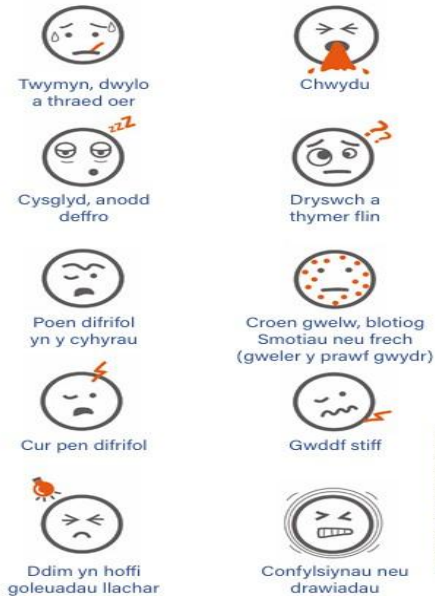 zzZ
Twymyn, dwylo
a thraed oer
Chwydu
Cysglyd, anodd
deffro
??
Dryswch a
thymer flin
Poen difrifol
yn y cyhyrau
Croen gwelw, blotiog
Smotiau neu frech
(gweler y prawf gwydr)
Cur pen difrifol
Gwddf stiff
Ddim yn hoffi
goleuadau llachar
Confylsiynau neu
drawiadau